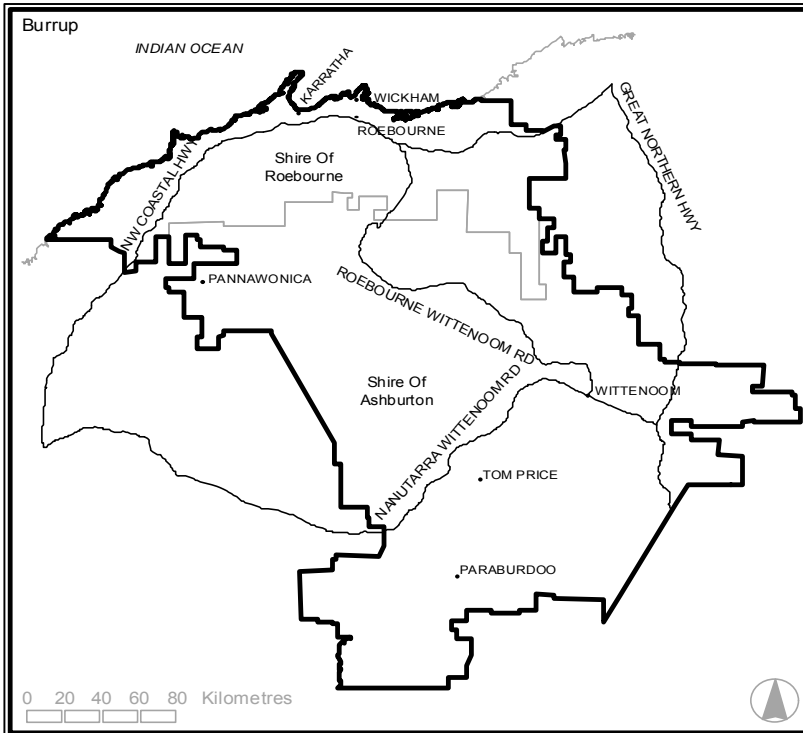 Burrup
INDIAN OCEAN
KARRATHA
WICKHAM
ROEBOURNE
GREAT NORTHERN HWY
NW COASTAL HWY
Shire Of
Roebourne
PANNAWONICA
ROEBOURNE WITTENOOM RD
Shire Of
Ashburton
NANUTARRA WITTENOOM RD
WITTENOOM
TOM PRICE
PARABURDOO
0 20 40 60 80 Kilometres